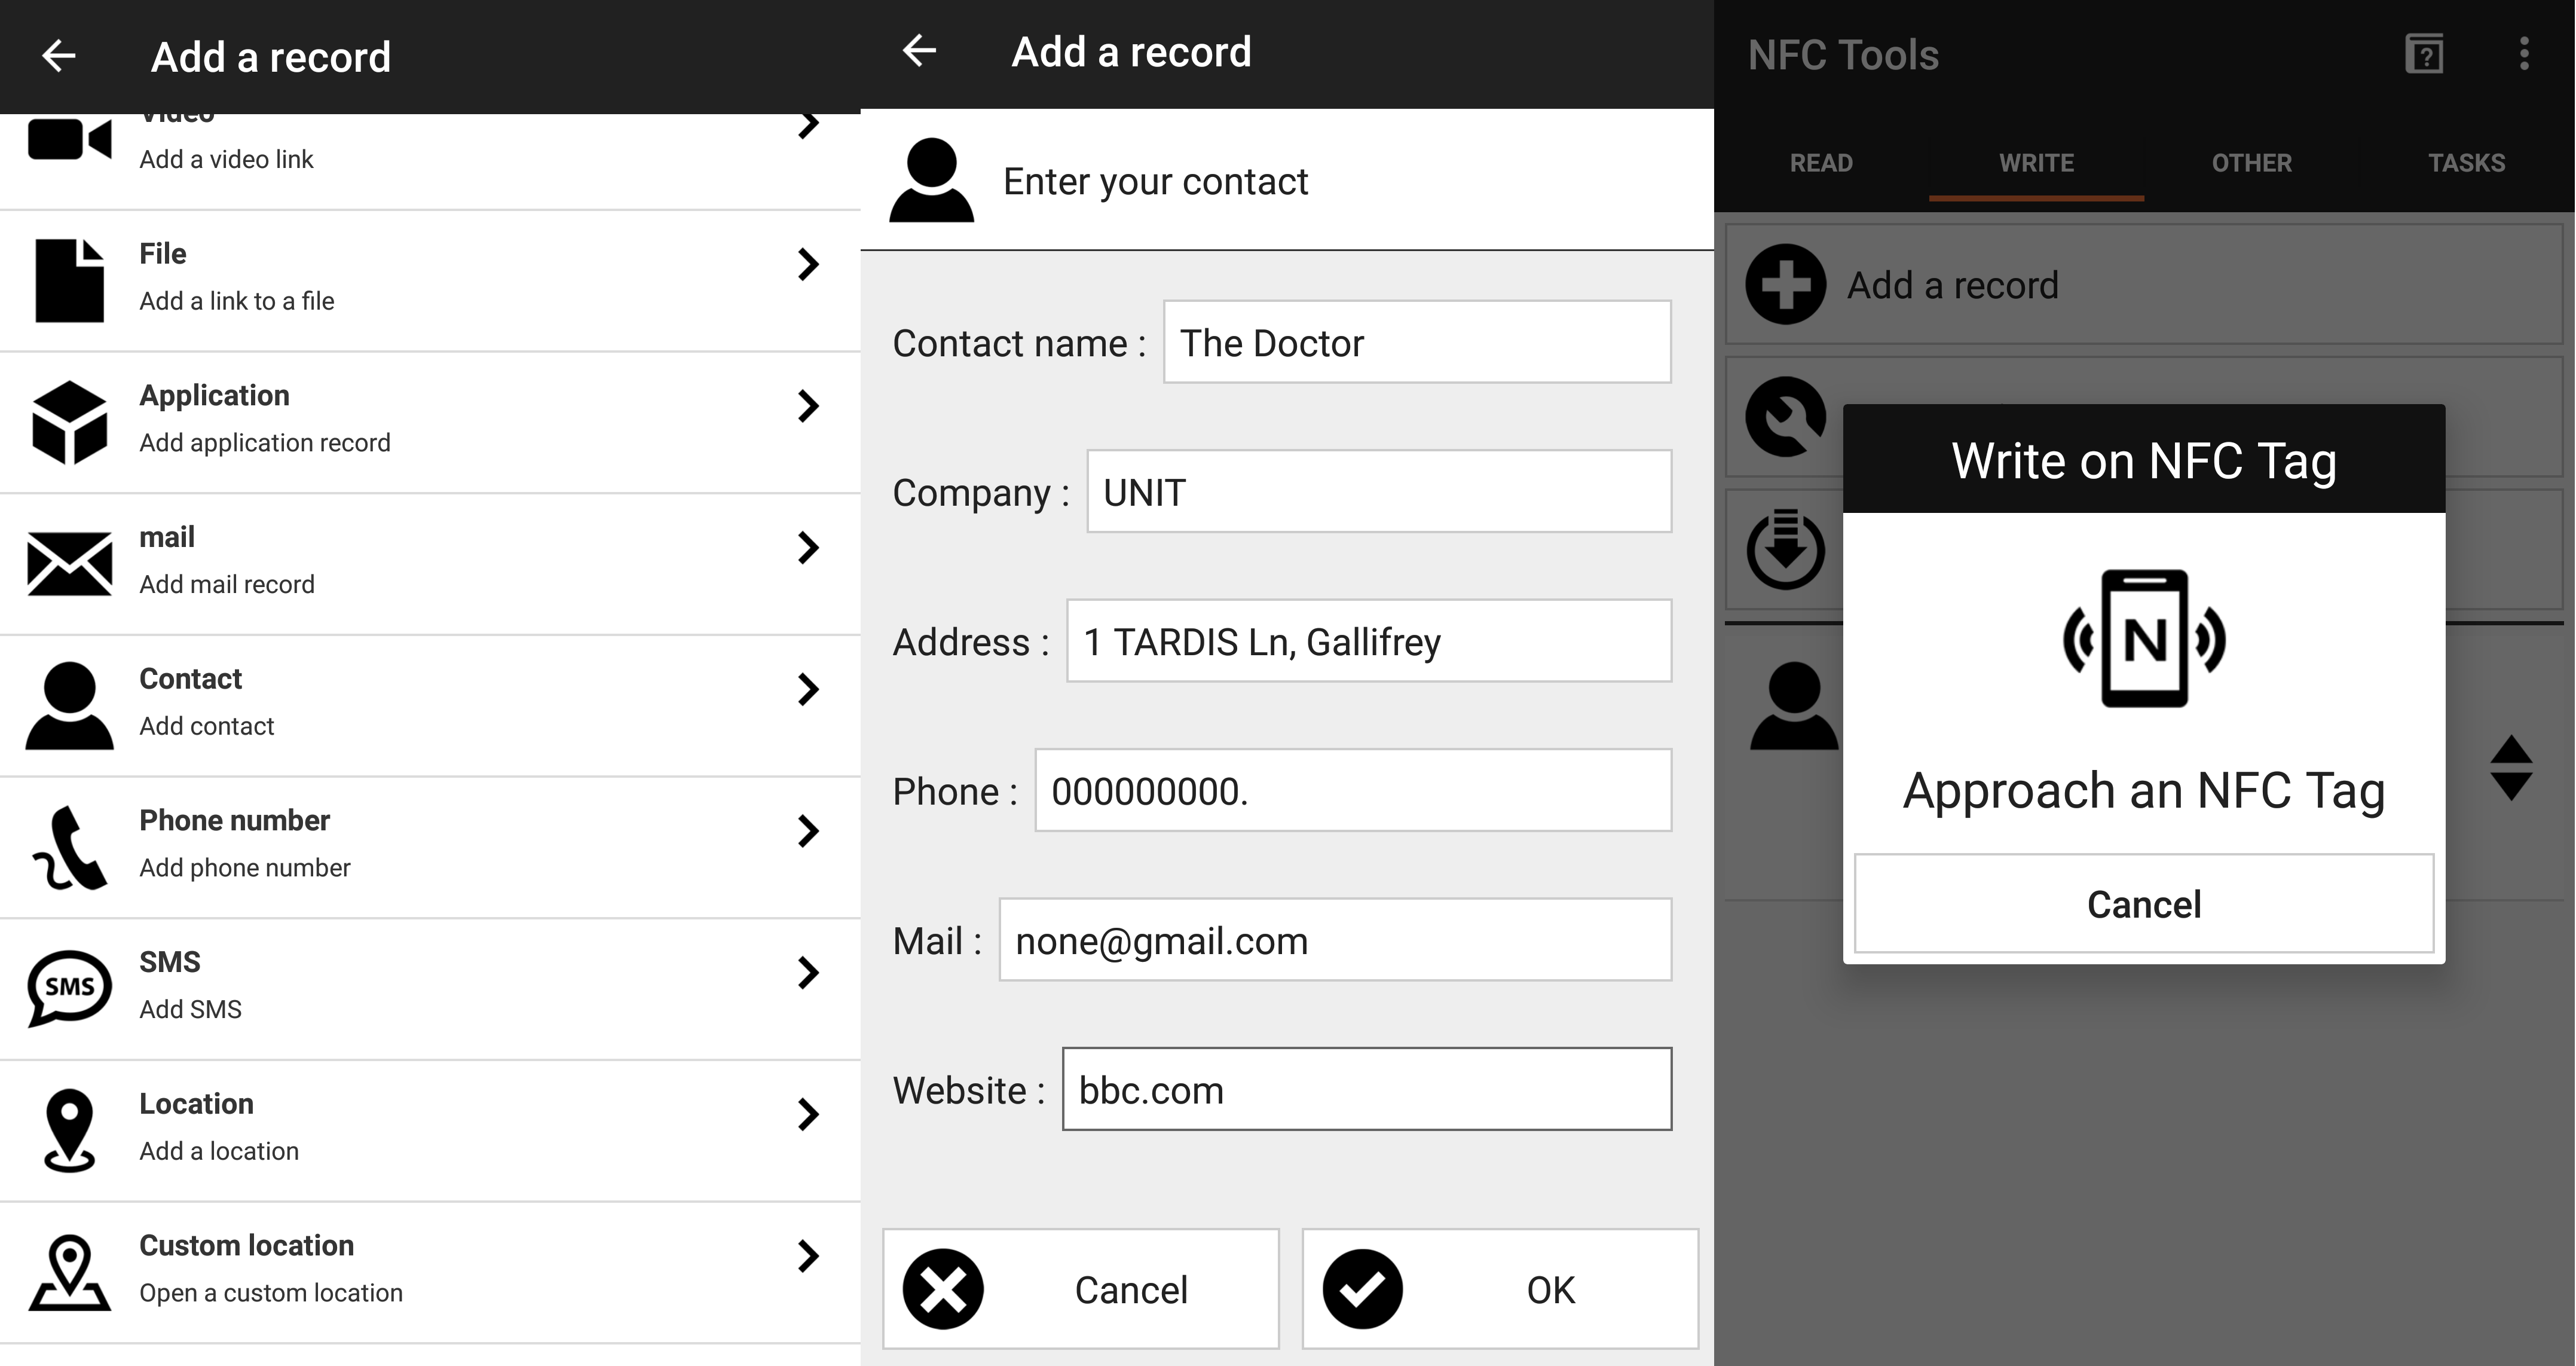 Add a record
Video
Add a video link
File
Add a link to a file
Application
Add application record
mail
Add mail record
Contact
Add contact
Phone number
Add phone number
SMS
SMS
Add SMS
Location
Add a location
Custom location
Open a custom location
Add a record
Enter your contact
Contact name : The Doctor
Company : UNIT
Address : 1 TARDIS Ln, Gallifrey
Phone : 000000000.
Mail : none@gmail.com
Website : bbc.com
Cancel OK
NFC Tools ?
READ WRITE OTHER TASKS
Add a record
Write on NFC Tag
N
Approach an NFC Tag
Cancel